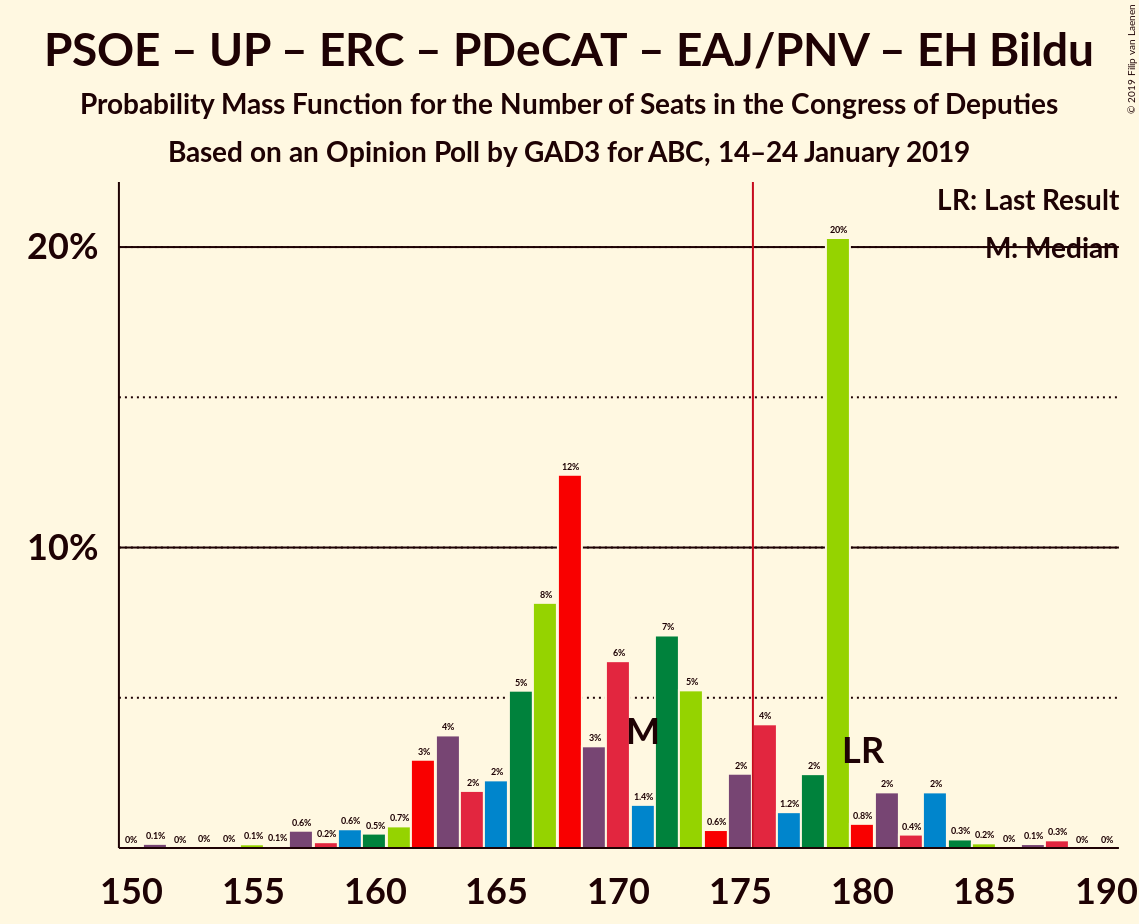 PSOE – UP – ERC – PDeCAT – EAJ/PNV – EH Bildu
Probability Mass Function for the Number of Seats in the Congress of Deputies
Based on an Opinion Poll by GAD3 for ABC, 14–24 January 2019
© 2019 Filip van Laenen
LR: Last Result
M: Median
20%
10%
0% 0.1% 0% 0% 0% 0.1% 0.1% 0.6% 0.2% 0.6% 0.5% 0.7% 3% 4% 2% 2% 5% 8% 12% 3% 6% 1.4% 7% 5% 0.6% 2% 4% 1.2% 2% 20% 0.8% 2% 0.4% 2% 0.3% 0.2% 0% 0.1% 0.3% 0% 0%
M
LR
150 155 160 165 170 175 180 185 190